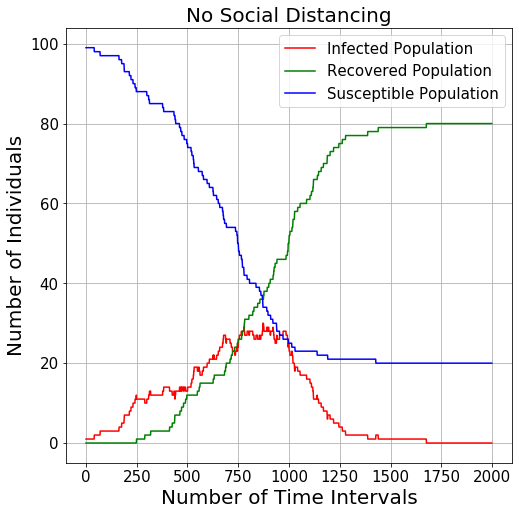 No Social Distancing
Infected Population
Recovered Population
Susceptible Population
Number of Individuals
100
80
60
40
20
0
0 250 500 750 1000 1250 1500 1750 2000
Number of Time Intervals